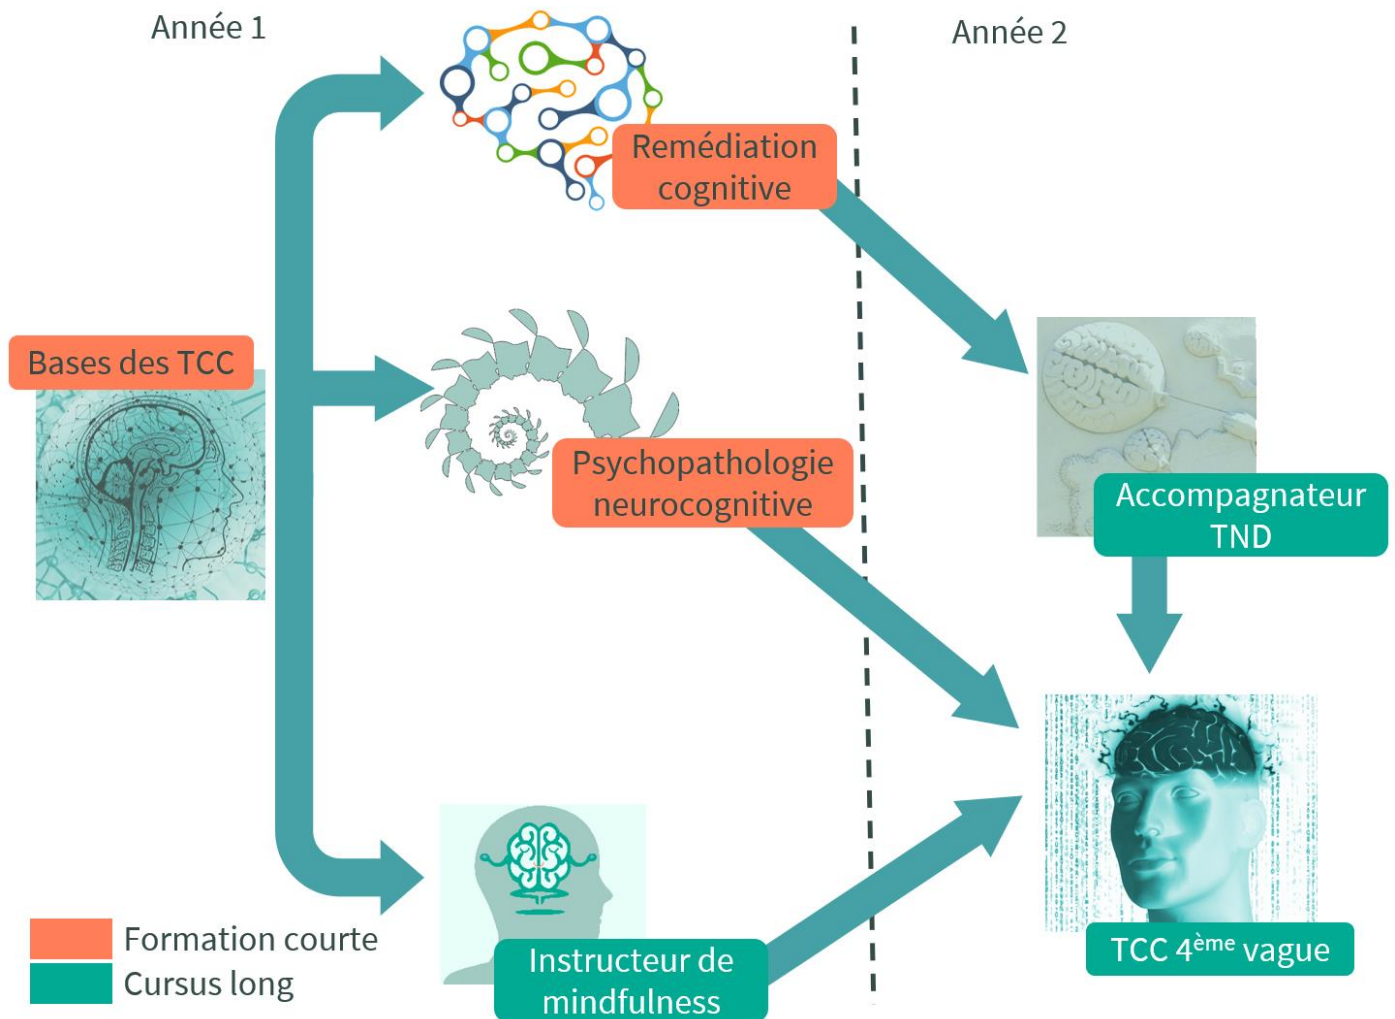 Année 1
Année 2
Remédiation
cognitive
Bases des TCC
Psychopathologie
neurocognitive
Accompagnateur
TND
Formation courte
Cursus long
Instructeur de
mindfulness
TCC 4ème vague